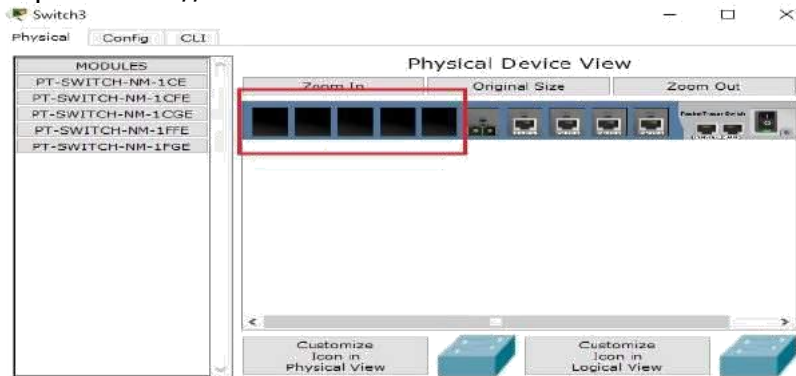 Switch3
Physical Config CLI
MODULES
PT-SWITCH-NM-1CE
PT-SWITCH-NM-1CFE
PT-SWITCH-NM-1CGE
PT-SWITCH-NM-1FFE
PT-SWITCH-NM-1FGE
Physical Device View
Zoom In Original Size Zoom Out
Customize
Icon in
Physical View
Customize
Icon in
Logical View